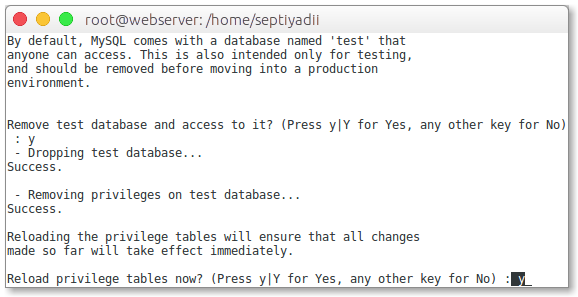 root@webserver: /home/septiyadii
By default, MySQL comes with a database named 'test' that
anyone can access. This is also intended only for testing,
and should be removed before moving into a production
environment.
Remove test database and access to it? (Press y|Y for Yes, any other key for No)
 : y
 - Dropping test database...
Success.
 - Removing privileges on test database...
Success.
Reloading the privilege tables will ensure that all changes
made so far will take effect immediately.
Reload privilege tables now? (Press y|Y for Yes, any other key for No) : y